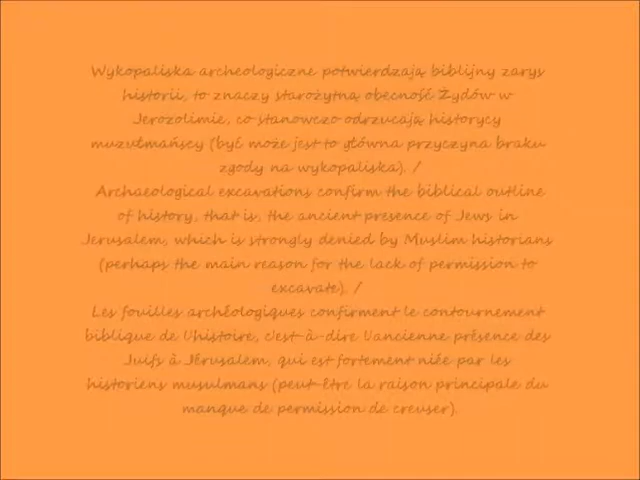 Wykopaliska archeologiczne potwierdzają biblijny zarys
historii, to znaczy starożytną obecność Żydów w
Jerozolimie, co stanowczo odrzucają historycy
muzułmańscy (być może jest to główna przyczyna braku
zgody na wykopaliska). /
Archaeological excavations confirm the biblical outline
of history, that is, the ancient presence of Jews in
Jerusalem, which is strongly denied by Muslim historians
(perhaps the main reason for the lack of permission to
excavate). /
Les fouilles archéologiques confirment le contournement
biblique de l'histoire, c'est-à-dire l'ancienne présence des
Juifs à Jérusalem, qui est fortement niée par les
historiens musulmans (peut-être la raison principale du
manque de permission de creuser).